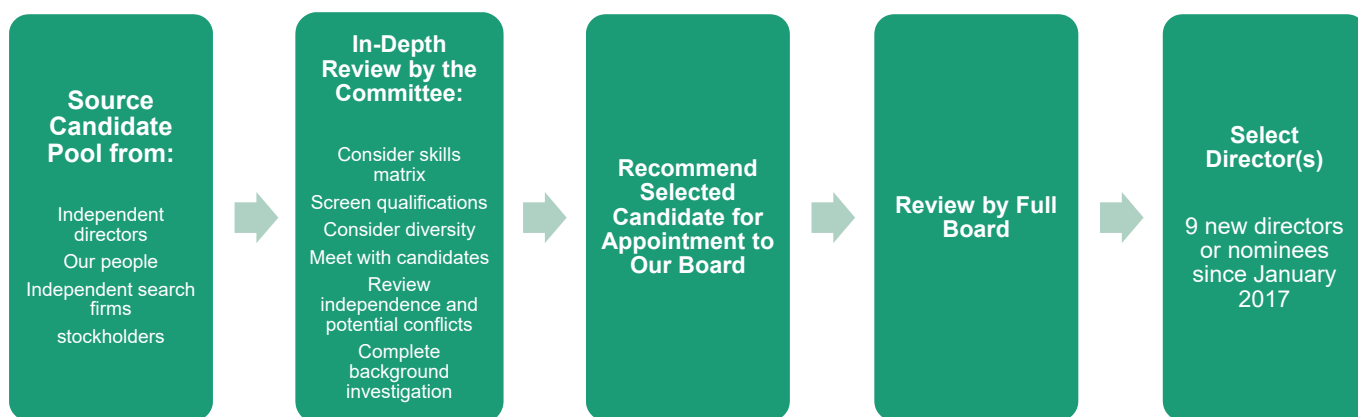 Source
Candidate
Pool from:
Independent
directors
Our people
Independent search
firms
stockholders
In-Depth
Review by the
Committee:
Consider skills
matrix
Screen qualifications
Consider diversity
Meet with candidates
Review
independence and
potential conflicts
Complete
background
investigation
Recommend
Selected
Candidate for
Appointment to
Our Board
Review by Full
Board
Select
Director(s)
9 new directors
or nominees
since January
2017